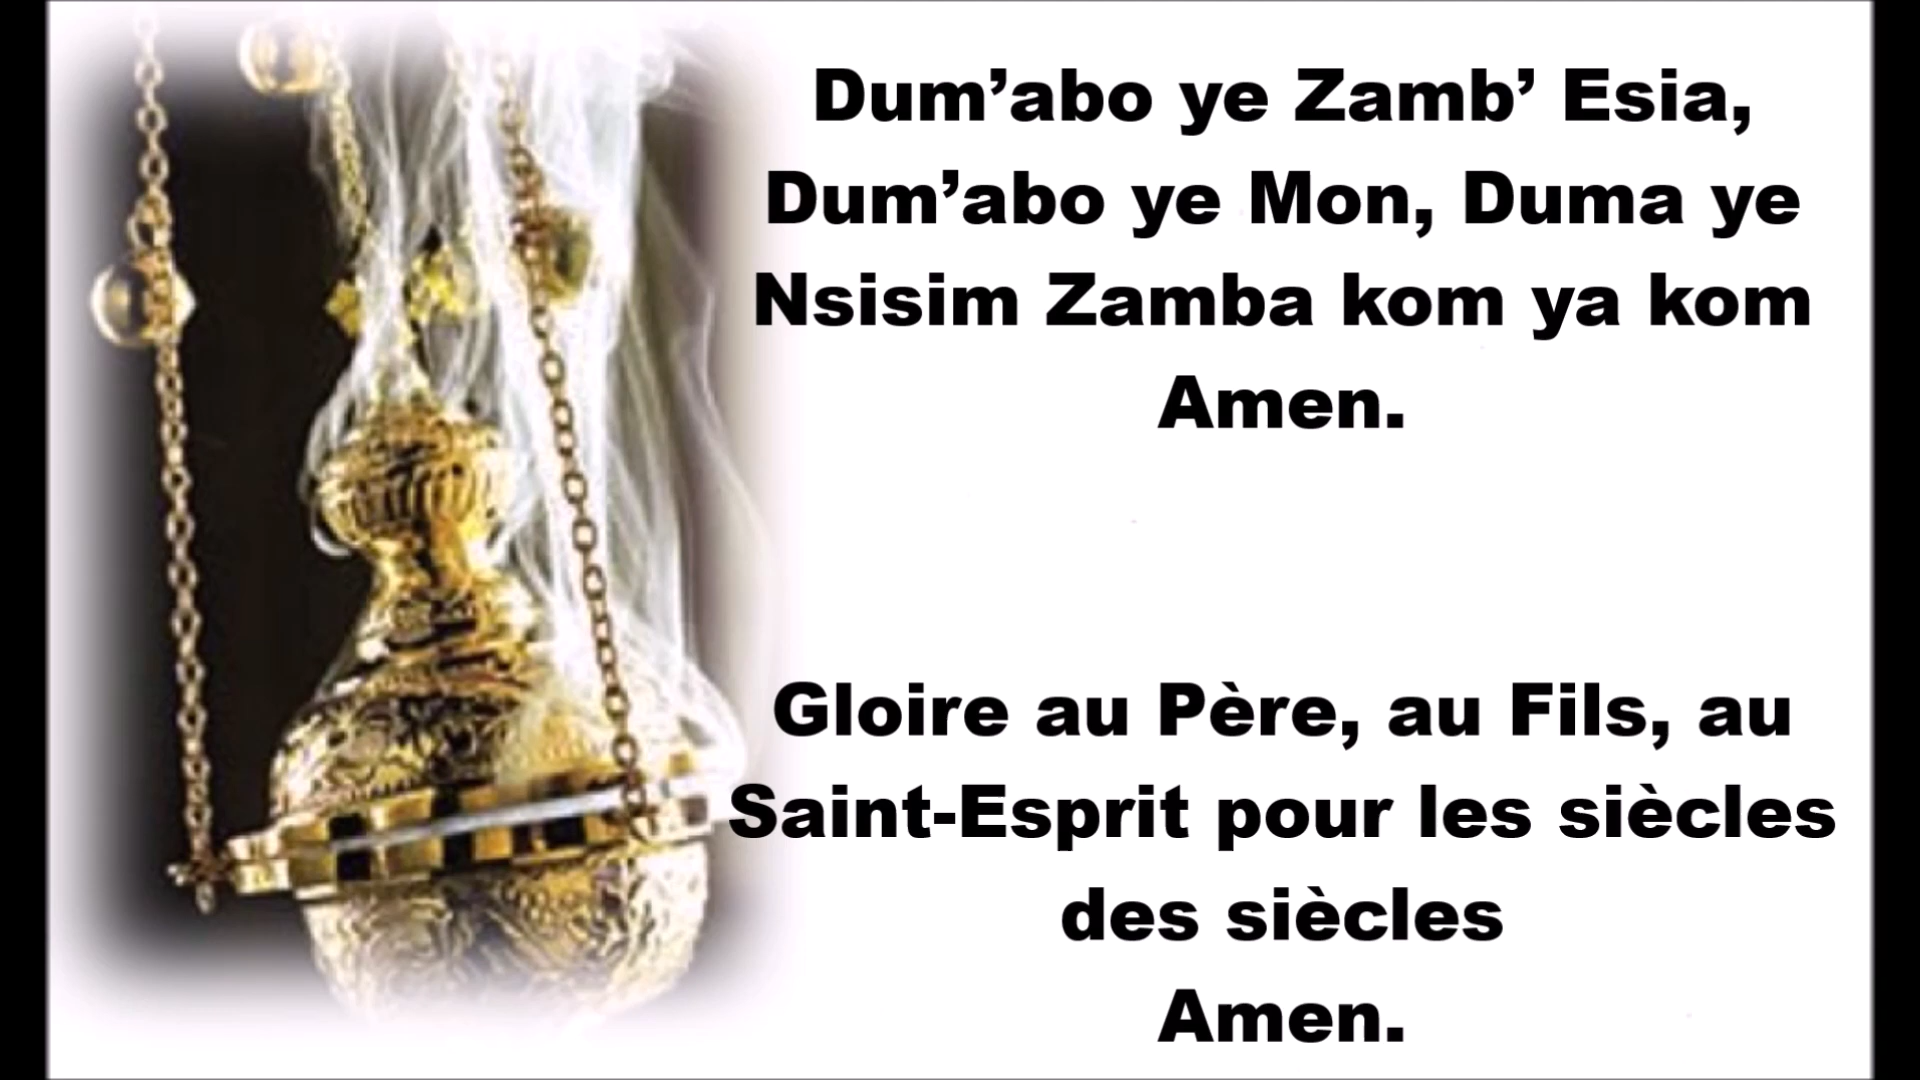 Dum’abo ye Zamb’ Esia,
Dum’abo ye Mon, Duma ye
Nsisim Zamba kom ya kom
Amen.
Gloire au Père, au Fils, au
Saint-Esprit pour les siècles
des siècles
Amen.